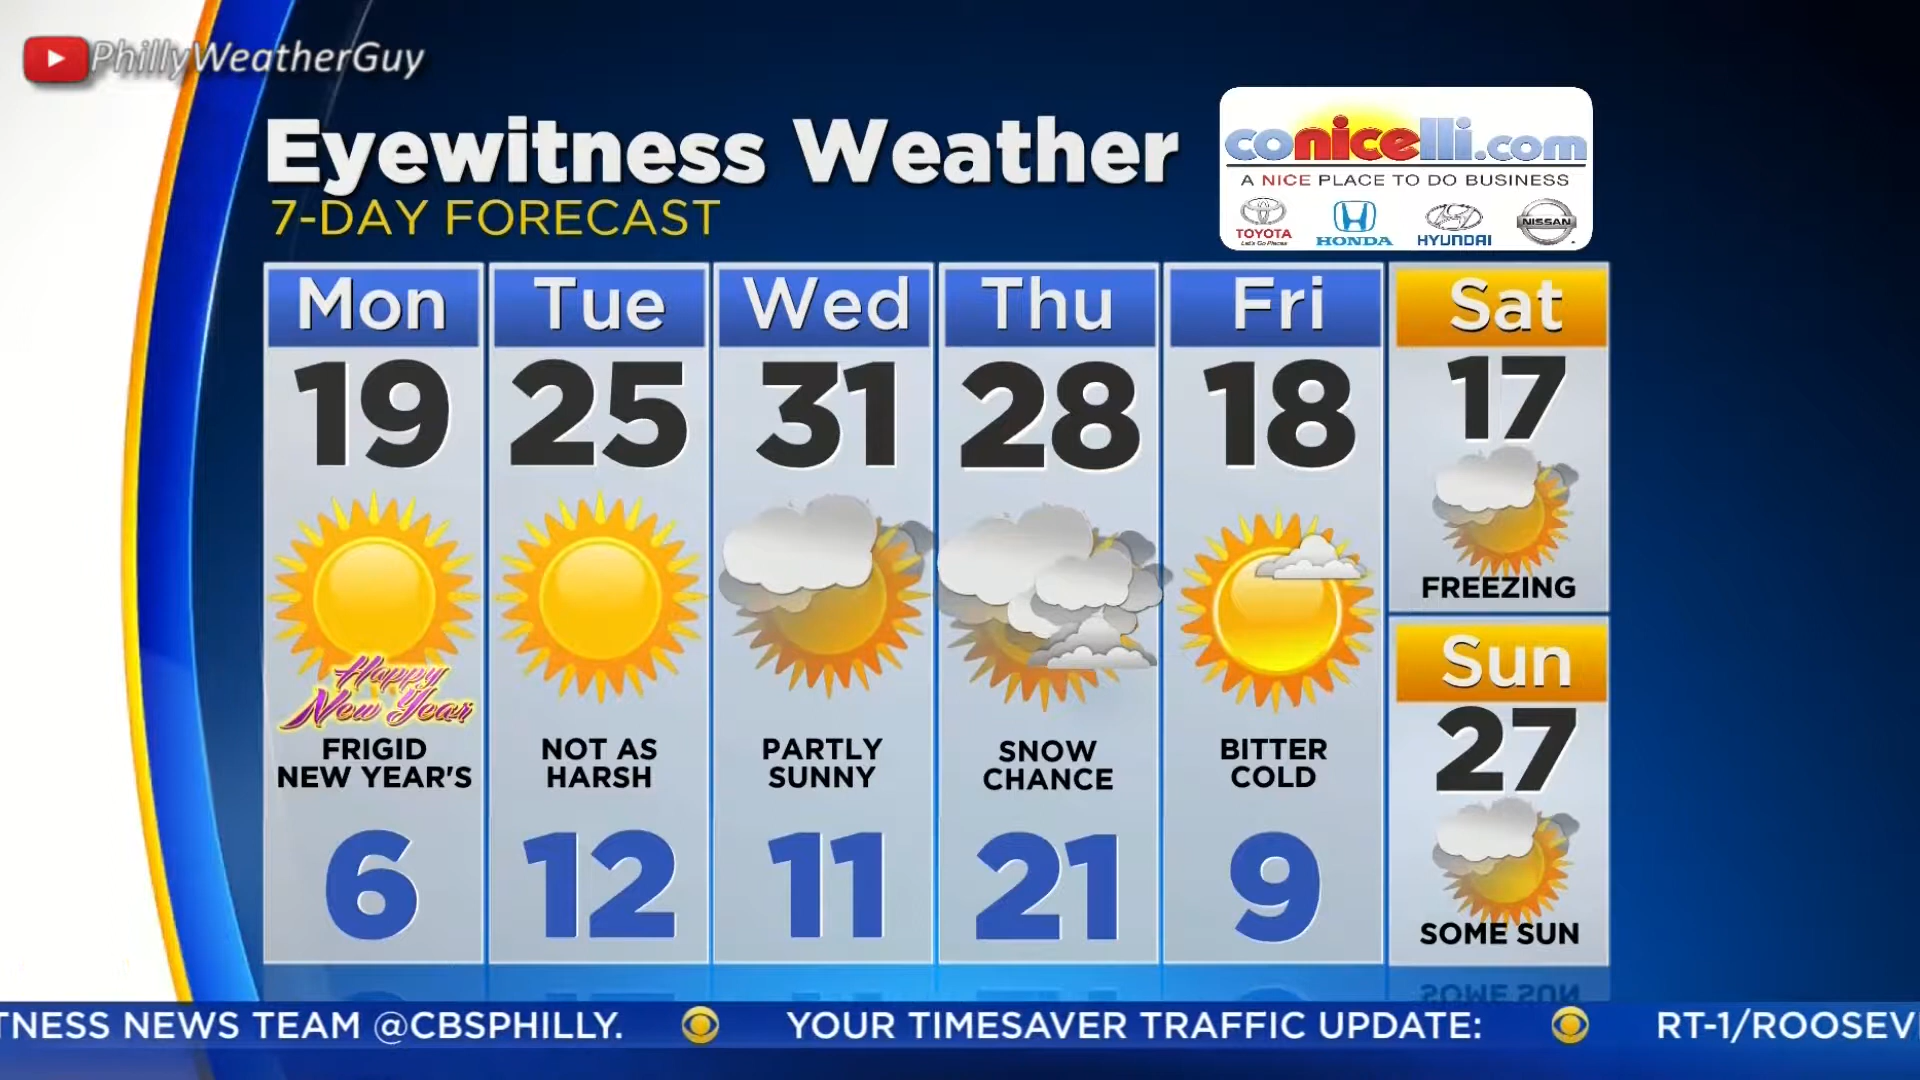 PhillyWeatherGuy
Eyewitness Weather
7-DAY FORECAST
conicelli.com
A NICE PLACE TO DO BUSINESS
TOYOTA
Let's Go Places
HONDA
HYUNDAI
NISSAN
Mon
19
Happy
New Year
FRIGID
NEW YEAR'S
6
Tue
25
NOT AS
HARSH
12
Wed
31
PARTLY
SUNNY
11
Thu
28
SNOW
CHANCE
21
Fri
18
BITTER
COLD
9
Sat
17
FREEZING
Sun
27
SOME SUN
TNESS NEWS TEAM @CBSPHILLY. YOUR TIMESAVER TRAFFIC UPDATE: RT-1/ROOSEV